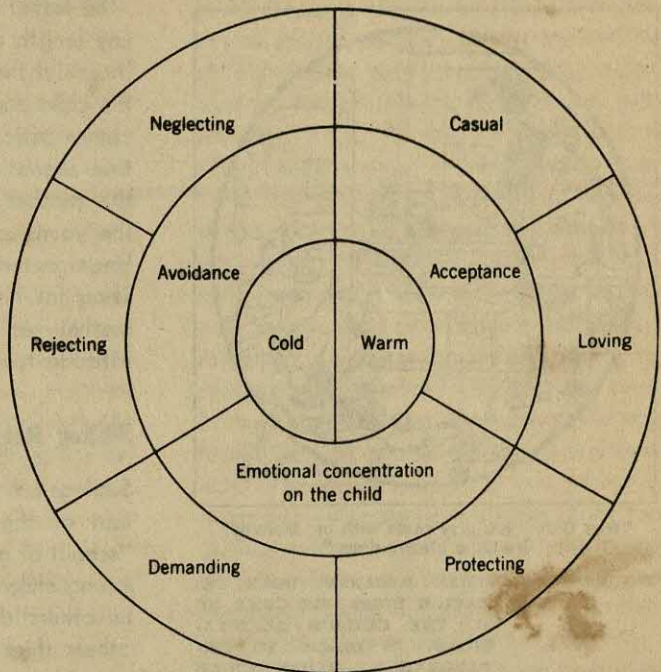 Neglecting
Casual
Avoidance
Acceptance
Rejecting
Cold
Warm
Loving
Emotional concentration
on the child
Demanding
Protecting